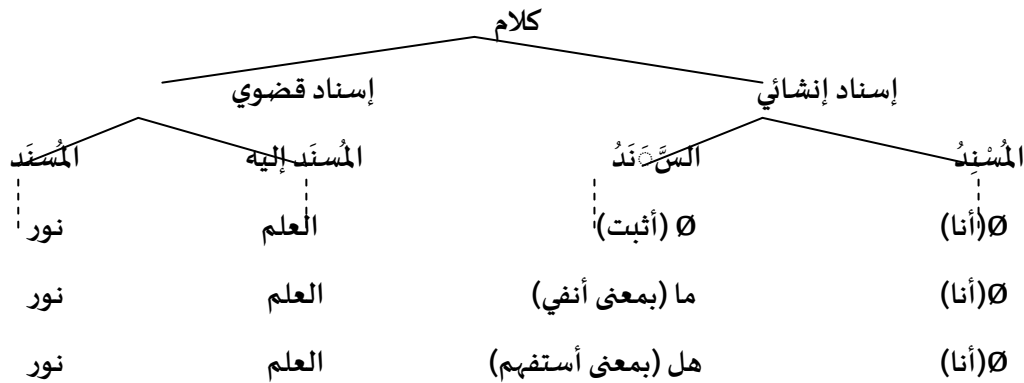 كلام
إسناد إنشائي إسناد قضوي
المُسْنِدُ السَّنَدُ المُسنَد إليه المُسنَد
Ø(أنا) Ø (أثبت) العلم نور
Ø(أنا) ما (بمعنى أنفي) العلم نور
Ø(أنا) هل (بمعنى أستفهم) العلم نور